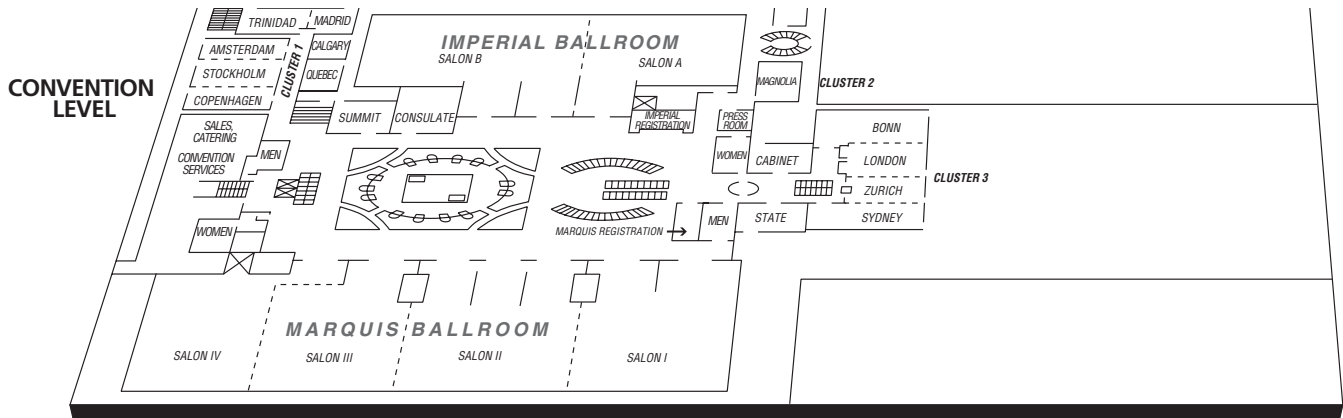 TRINIDAD
MADRID
AMSTERDAM
CALGARY
STOCKHOLM
QUEBEC
COPENHAGEN
CLUSTER 1
CONVENTION
LEVEL
IMPERIAL BALLROOM
SALON B
SALON A
MAGNOLIA
CLUSTER 2
SUMMIT
CONSULATE
IMPERIAL
REGISTRATION
PRESS
ROOM
SALES,
CATERING
CONVENTION
SERVICES
MEN
WOMEN
CABINET
BONN
LONDON
ZURICH
SYDNEY
CLUSTER 3
WOMEN
MARQUIS REGISTRATION
MEN
STATE
MARQUIS BALLROOM
SALON IV
SALON III
SALON II
SALON I